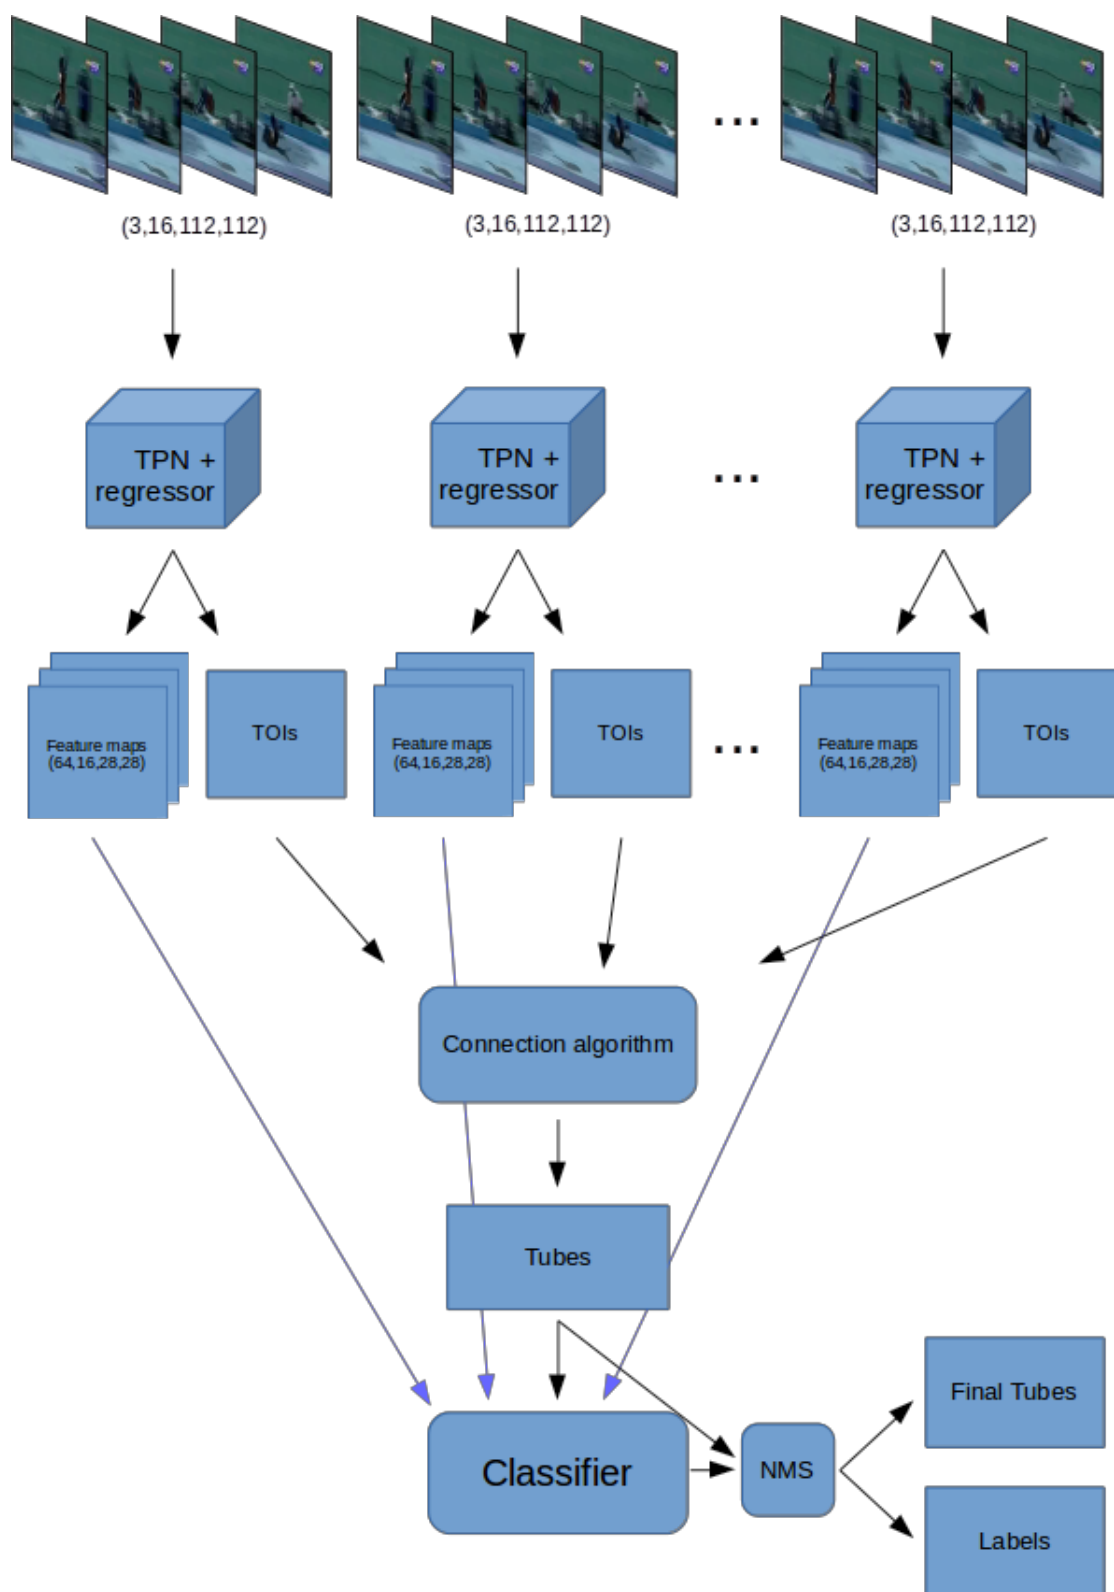 (3,16,112,112)
(3,16,112,112)
...
(3,16,112,112)
TPN +
regressor
TPN +
regressor
...
TPN +
regressor
Feature maps
(64,16,28,28)
TOIs
Feature maps
(64,16,28,28)
TOIs
...
Feature maps
(64,16,28,28)
TOIs
Connection algorithm
Tubes
Classifier
NMS
Final Tubes
Labels